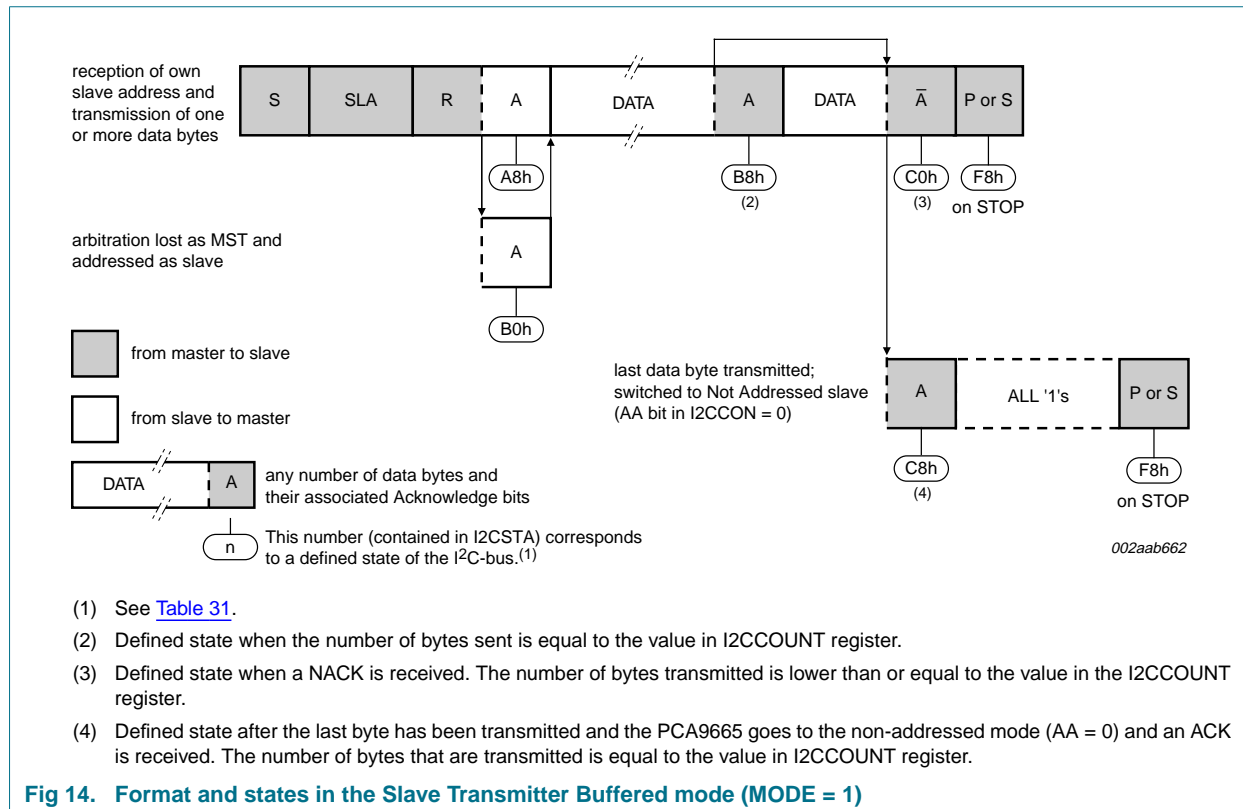 reception of own
slave address and
transmission of one
or more data bytes
S SLA R A DATA A DATA A̅ P or S
A8h B8h C0h F8h
(2) (3) on STOP
arbitration lost as MST and
addressed as slave
A
B0h
from master to slave
from slave to master
last data byte transmitted;
switched to Not Addressed slave
(AA bit in I2CCON = 0)
A ALL '1's P or S
C8h F8h
(4) on STOP
DATA A
any number of data bytes and
their associated Acknowledge bits
n
This number (contained in I2CSTA) corresponds
to a defined state of the I²C-bus.(1)
002aab662
(1) See Table 31.
(2) Defined state when the number of bytes sent is equal to the value in I2CCOUNT register.
(3) Defined state when a NACK is received. The number of bytes transmitted is lower than or equal to the value in the I2CCOUNT
register.
(4) Defined state after the last byte has been transmitted and the PCA9665 goes to the non-addressed mode (AA = 0) and an ACK
is received. The number of bytes that are transmitted is equal to the value in I2CCOUNT register.
Fig 14. Format and states in the Slave Transmitter Buffered mode (MODE = 1)